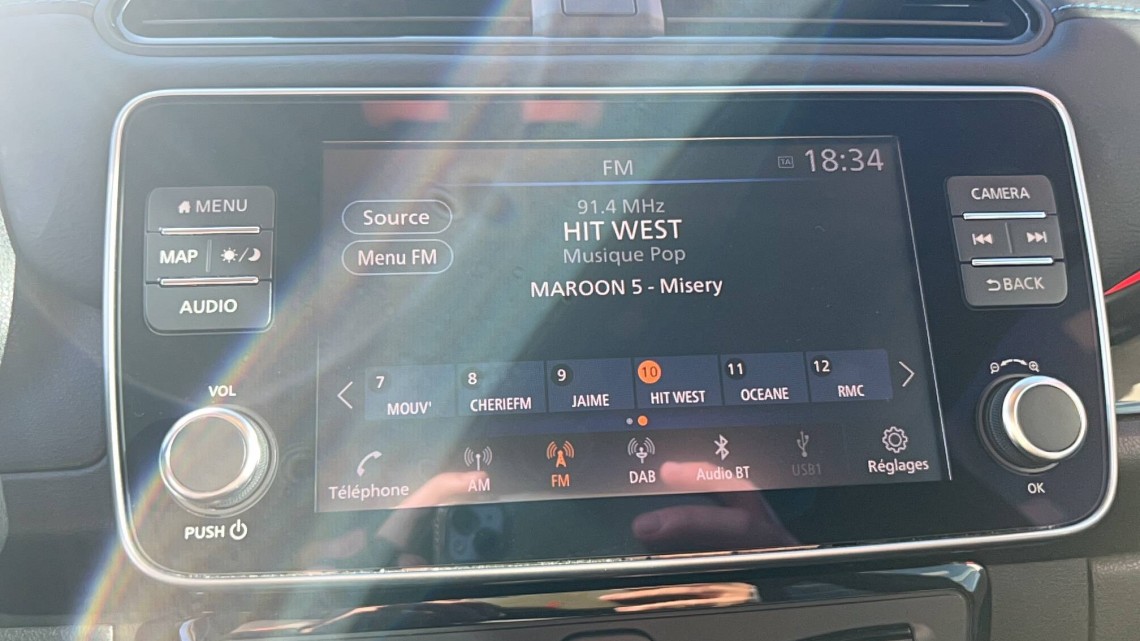 FM
TA 18:34
MENU
MAP
AUDIO
VOL
PUSH
Source
Menu FM
91.4 MHz
HIT WEST
Musique Pop
MAROON 5 - Misery
7 MOUV'
8 CHERIEFM
9 JAIME
10 HIT WEST
11 OCEANE
12 RMC
Téléphone
AM
FM
DAB
Audio BT
USB1
Réglages
CAMERA
BACK
OK